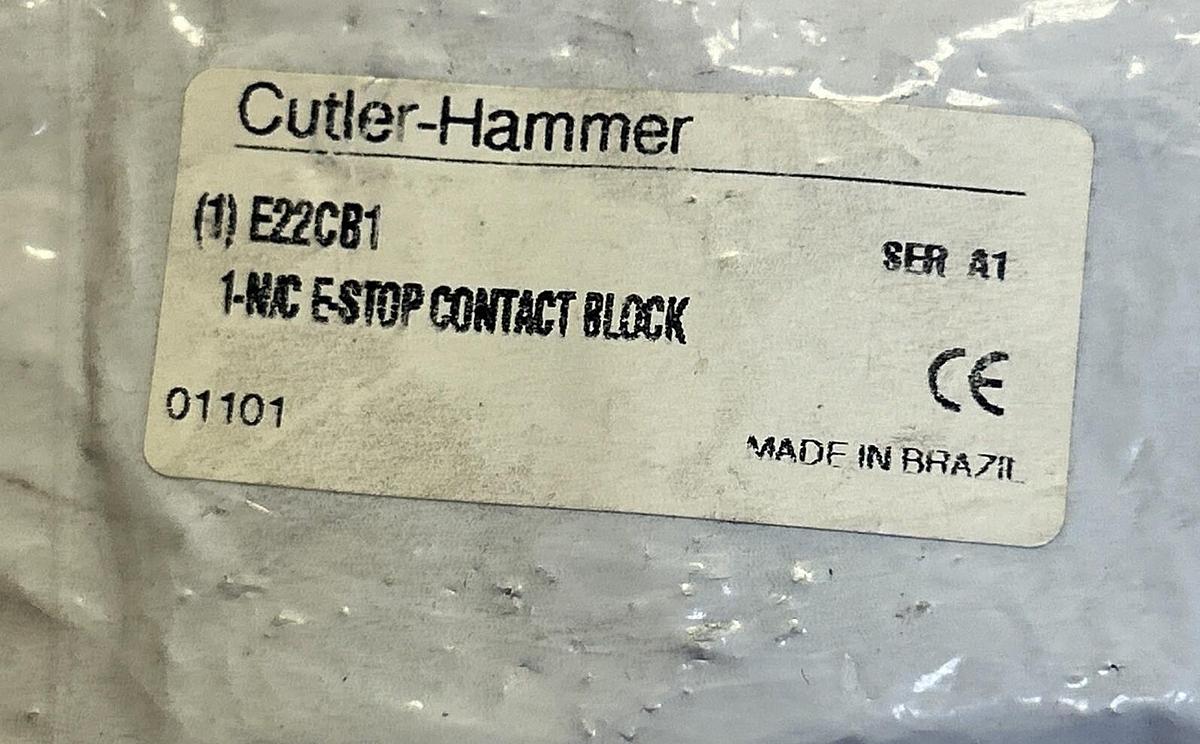 Cutler-Hammer
(1) E22CB1
SER A1
1-N/C E-STOP CONTACT BLOCK
CE
01101
MADE IN BRAZIL